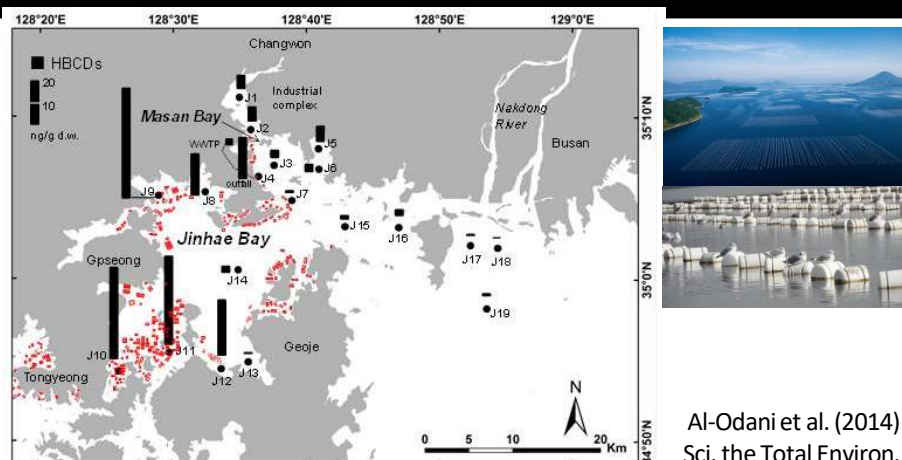 128°20'E
128°30'E
128°40'E
128°50'E
129°0'E
Changwon
HBCDs
20
10
ng/g d.w.
J1
Industrial
complex
Masan Bay
J2
WWTP
J5
Nakdong
River
Busan
35°10'N
J3
J4
J6
outfall
J9
J8
J7
J15
J16
Jinhae Bay
J17
J18
Gpseong
J14
35°0'N
J19
J10
J11
Geoje
J12
J13
Tongyeong
N
0 5 10 20
Km
34°50'N
Al-Odani et al. (2014)
Sci. the Total Environ.